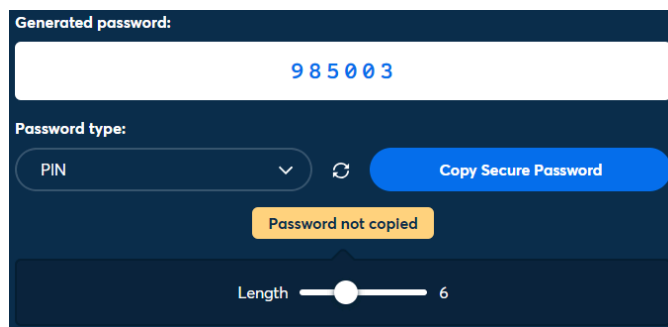 Generated password:
985003
Password type:
PIN
Copy Secure Password
Password not copied
Length 6